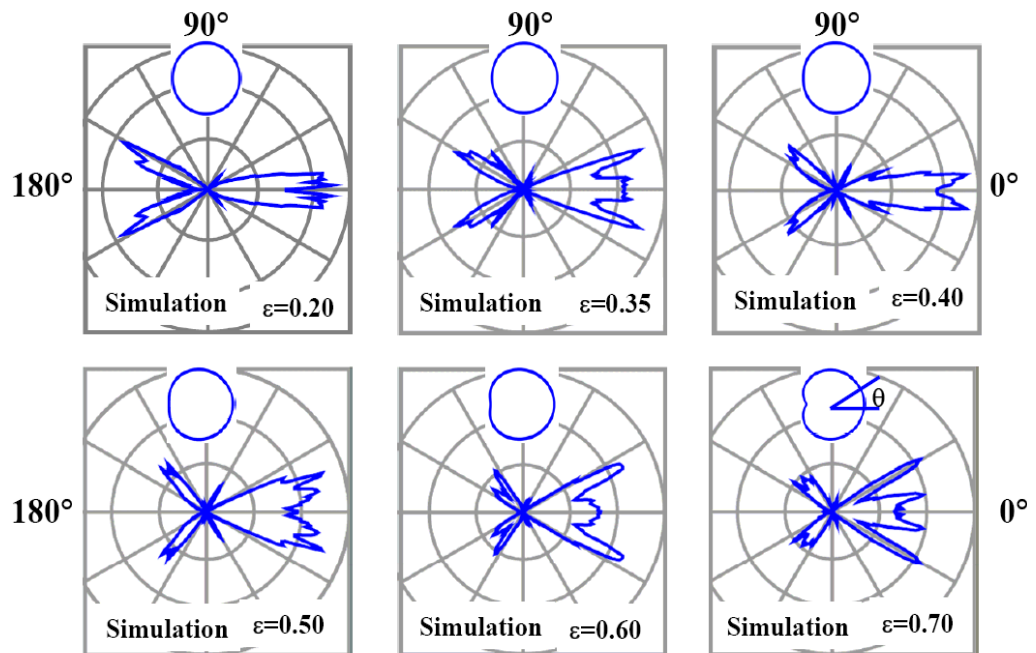 90° 90° 90°
180° 0°
Simulation ε=0.20 Simulation ε=0.35 Simulation ε=0.40
θ
180° 0°
Simulation ε=0.50 Simulation ε=0.60 Simulation ε=0.70